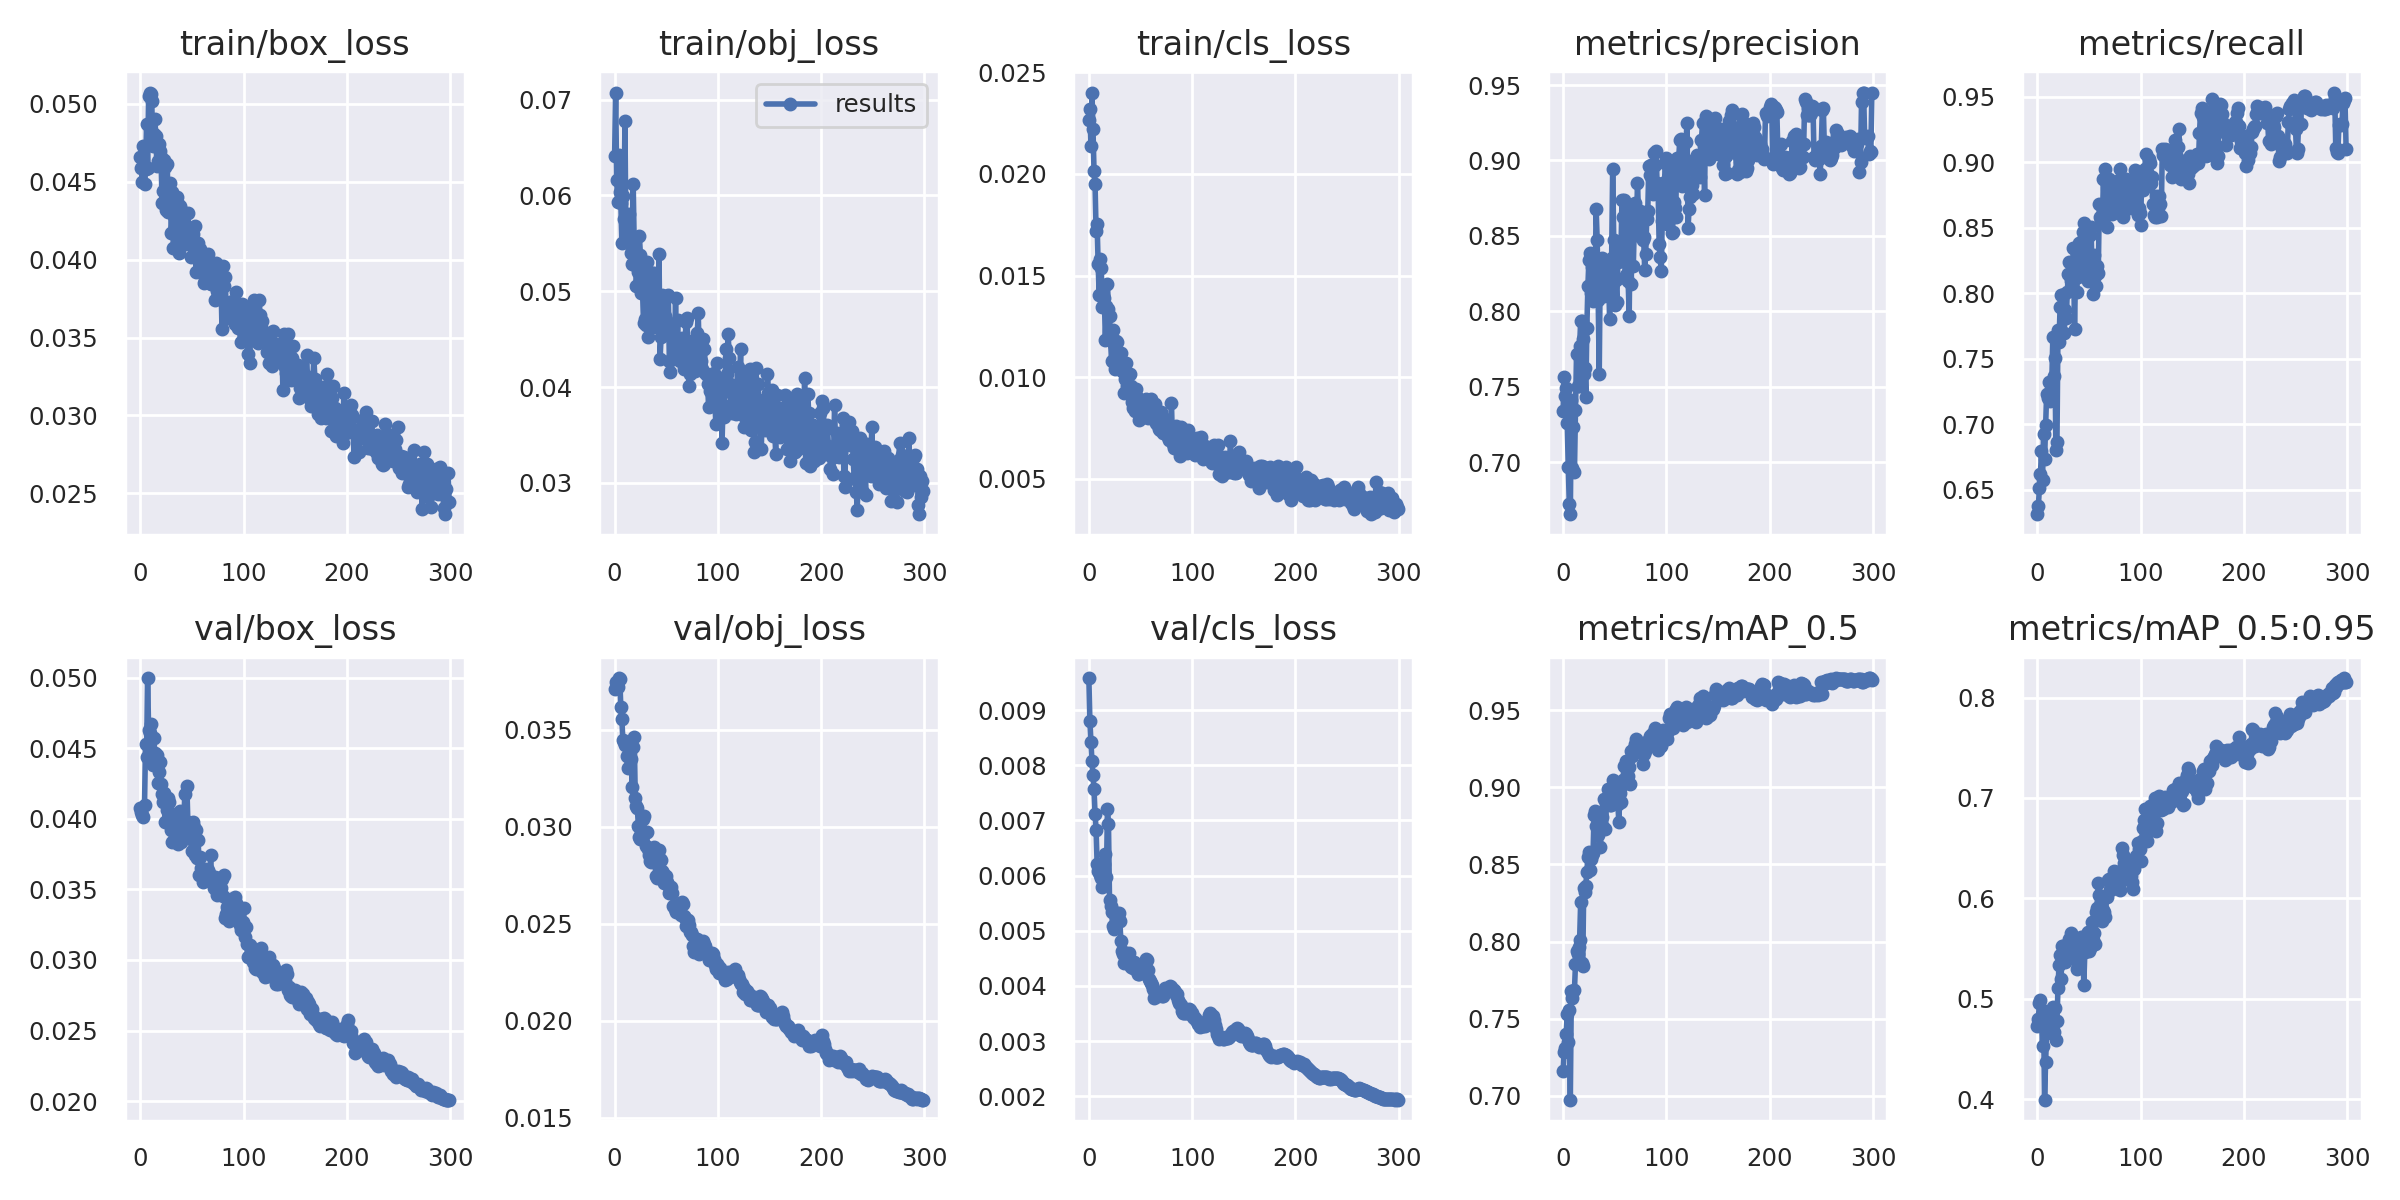 train/box_loss
0.050
0.045
0.040
0.035
0.030
0.025
0 100 200 300
train/obj_loss
results
0.07
0.06
0.05
0.04
0.03
0 100 200 300
train/cls_loss
0.025
0.020
0.015
0.010
0.005
0 100 200 300
metrics/precision
0.95
0.90
0.85
0.80
0.75
0.70
0 100 200 300
metrics/recall
0.95
0.90
0.85
0.80
0.75
0.70
0.65
0 100 200 300
val/box_loss
0.050
0.045
0.040
0.035
0.030
0.025
0.020
0 100 200 300
val/obj_loss
0.035
0.030
0.025
0.020
0.015
0 100 200 300
val/cls_loss
0.009
0.008
0.007
0.006
0.005
0.004
0.003
0.002
0 100 200 300
metrics/mAP_0.5
0.95
0.90
0.85
0.80
0.75
0.70
0 100 200 300
metrics/mAP_0.5:0.95
0.8
0.7
0.6
0.5
0.4
0 100 200 300